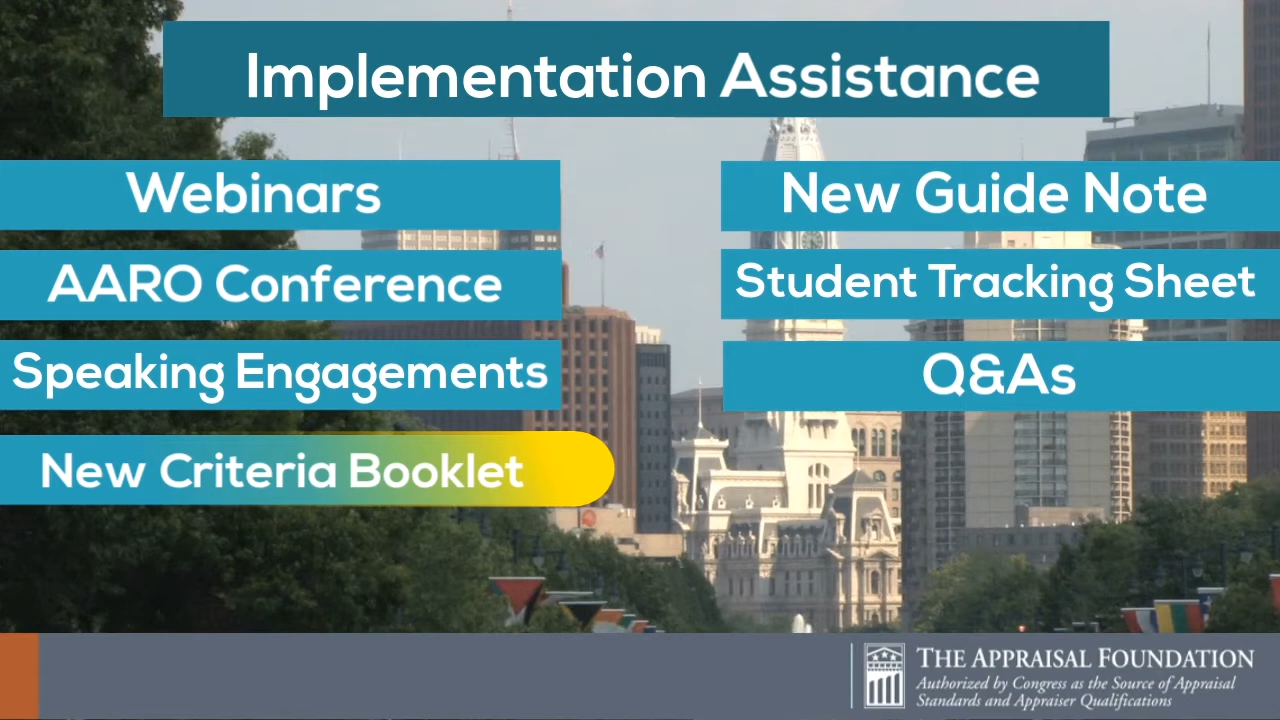 Implementation Assistance
Webinars
AARO Conference
Speaking Engagements
New Criteria Booklet
New Guide Note
Student Tracking Sheet
Q&As
THE APPRAISAL FOUNDATION
Authorized by Congress as the Source of Appraisal
Standards and Appraiser Qualifications